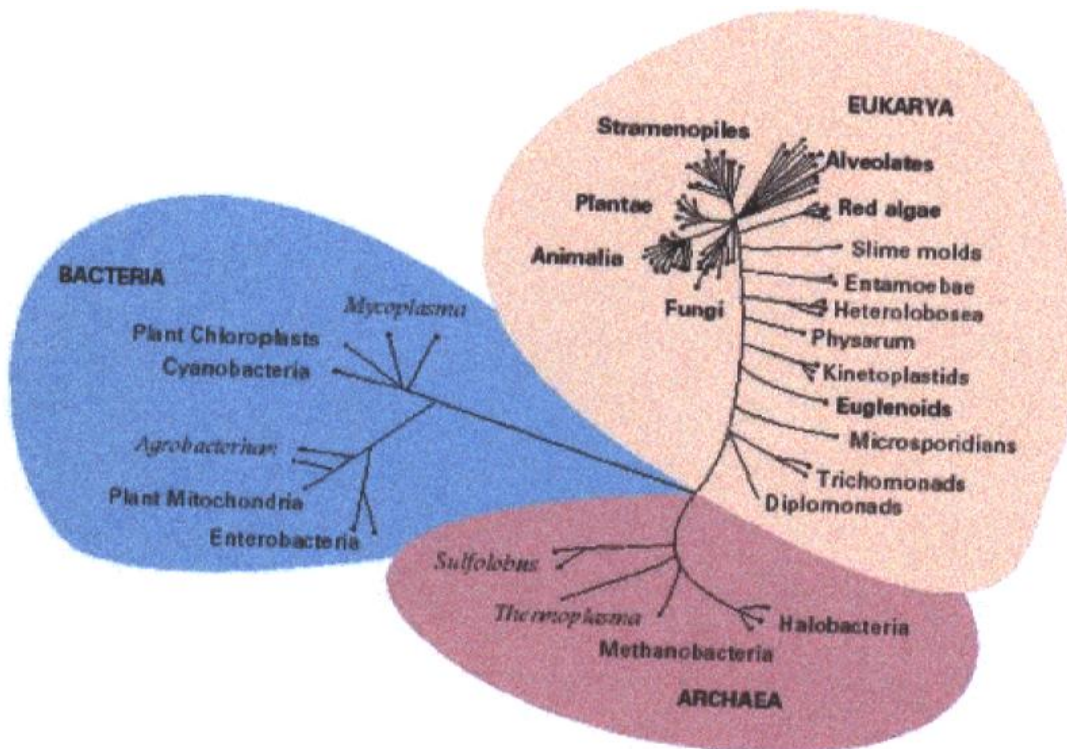 EUKARYA
Stramenopiles
Alveolates
Plantae
Red algae
Animalia
Slime molds
Entamoebae
Fungi
Heterolobosea
Physarum
Kinetoplastids
Euglenoids
Microsporidians
Trichomonads
Diplomonads
BACTERIA
Mycoplasma
Plant Chloroplasts
Cyanobacteria
Agrobacterium
Plant Mitochondria
Enterobacteria
Sulfolobus
Thermoplasma
Halobacteria
Methanobacteria
ARCHAEA